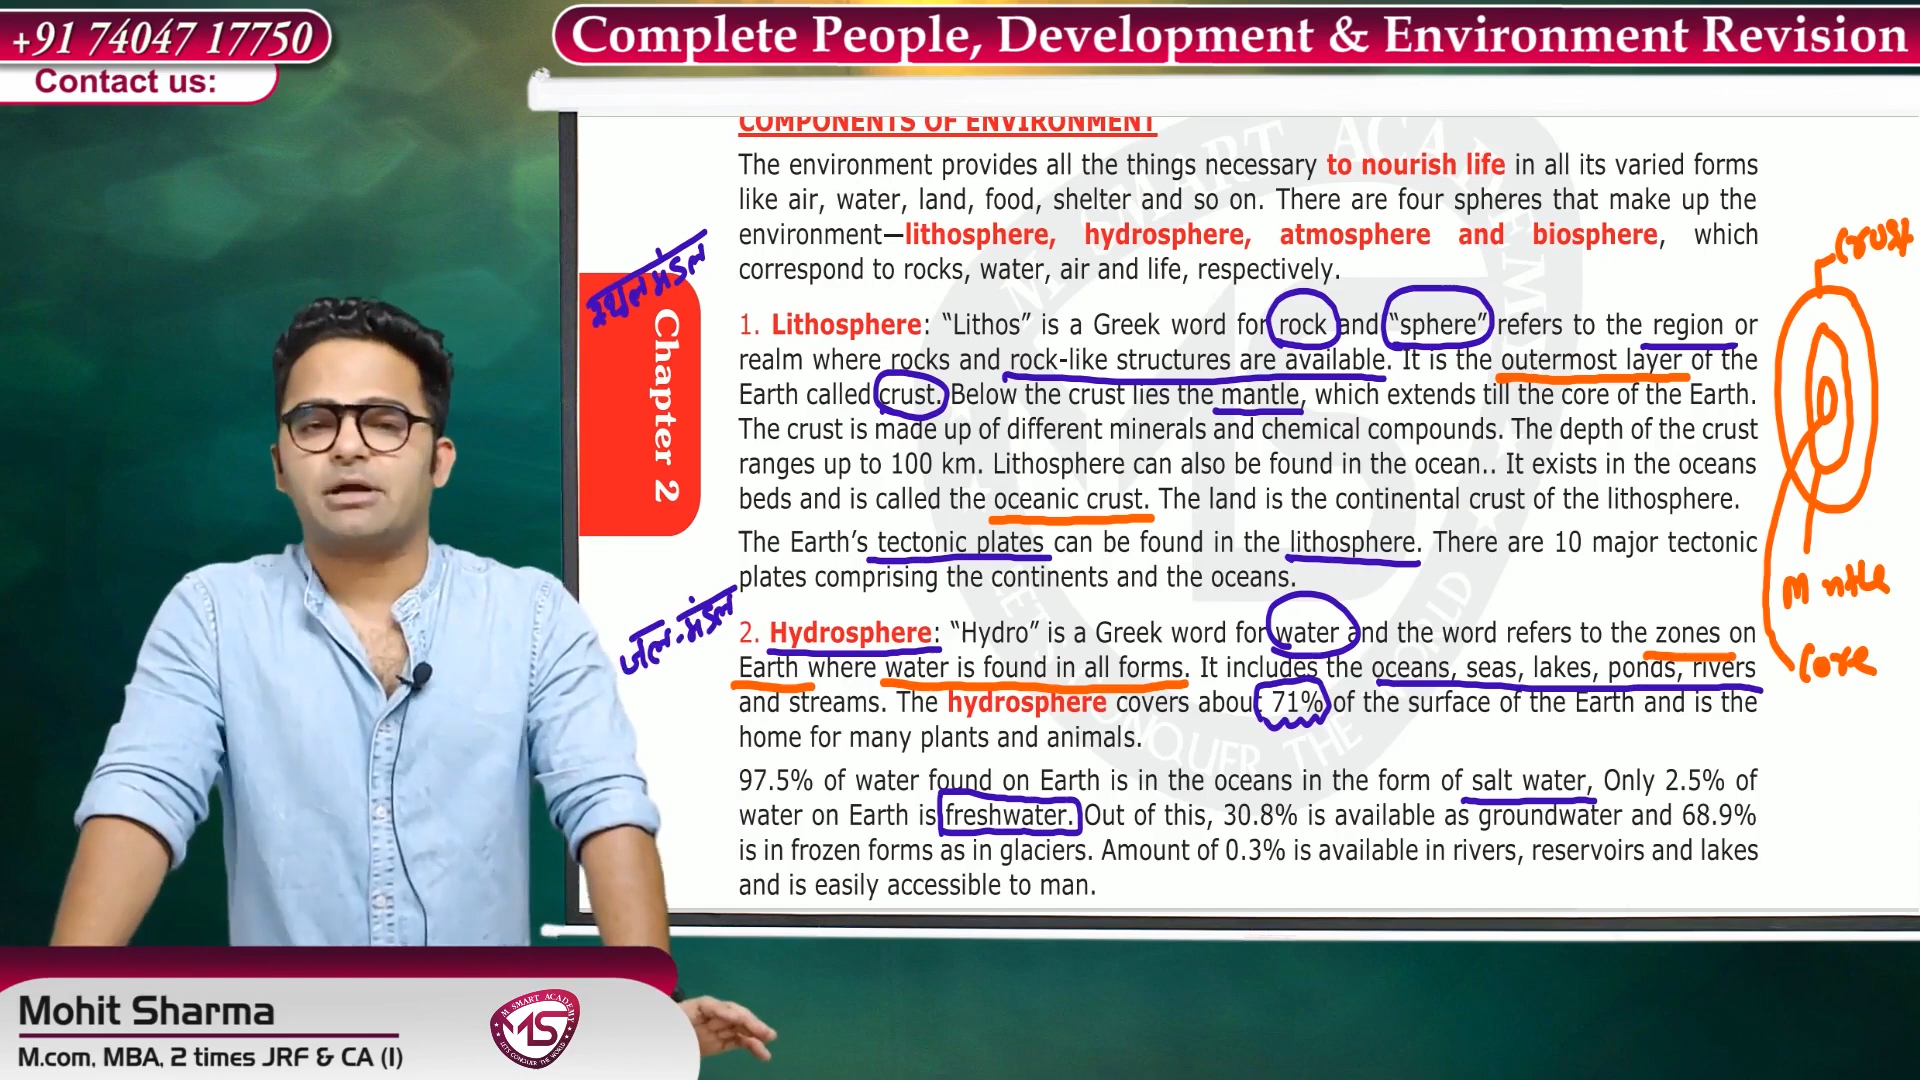 +91 74047 17750
Contact us:
Complete People, Development & Environment Revision
COMPONENTS OF ENVIRONMENT
The environment provides all the things necessary to nourish life in all its varied forms
like air, water, land, food, shelter and so on. There are four spheres that make up the
environment—lithosphere, hydrosphere, atmosphere and biosphere, which
correspond to rocks, water, air and life, respectively.
स्थल मंडल
Chapter 2
1. Lithosphere: “Lithos” is a Greek word for rock and “sphere” refers to the region or
realm where rocks and rock-like structures are available. It is the outermost layer of the
Earth called crust. Below the crust lies the mantle, which extends till the core of the Earth.
The crust is made up of different minerals and chemical compounds. The depth of the crust
ranges up to 100 km. Lithosphere can also be found in the ocean.. It exists in the oceans
beds and is called the oceanic crust. The land is the continental crust of the lithosphere.
The Earth’s tectonic plates can be found in the lithosphere. There are 10 major tectonic
plates comprising the continents and the oceans.
जल-मंडल
2. Hydrosphere: “Hydro” is a Greek word for water and the word refers to the zones on
Earth where water is found in all forms. It includes the oceans, seas, lakes, ponds, rivers
and streams. The hydrosphere covers about 71% of the surface of the Earth and is the
home for many plants and animals.
97.5% of water found on Earth is in the oceans in the form of salt water, Only 2.5% of
water on Earth is freshwater. Out of this, 30.8% is available as groundwater and 68.9%
is in frozen forms as in glaciers. Amount of 0.3% is available in rivers, reservoirs and lakes
and is easily accessible to man.
crust
core
Mohit Sharma
M.com, MBA, 2 times JRF & CA (I)
M SMART ACADEMY
MS
LETS CONQUER THE WORLD